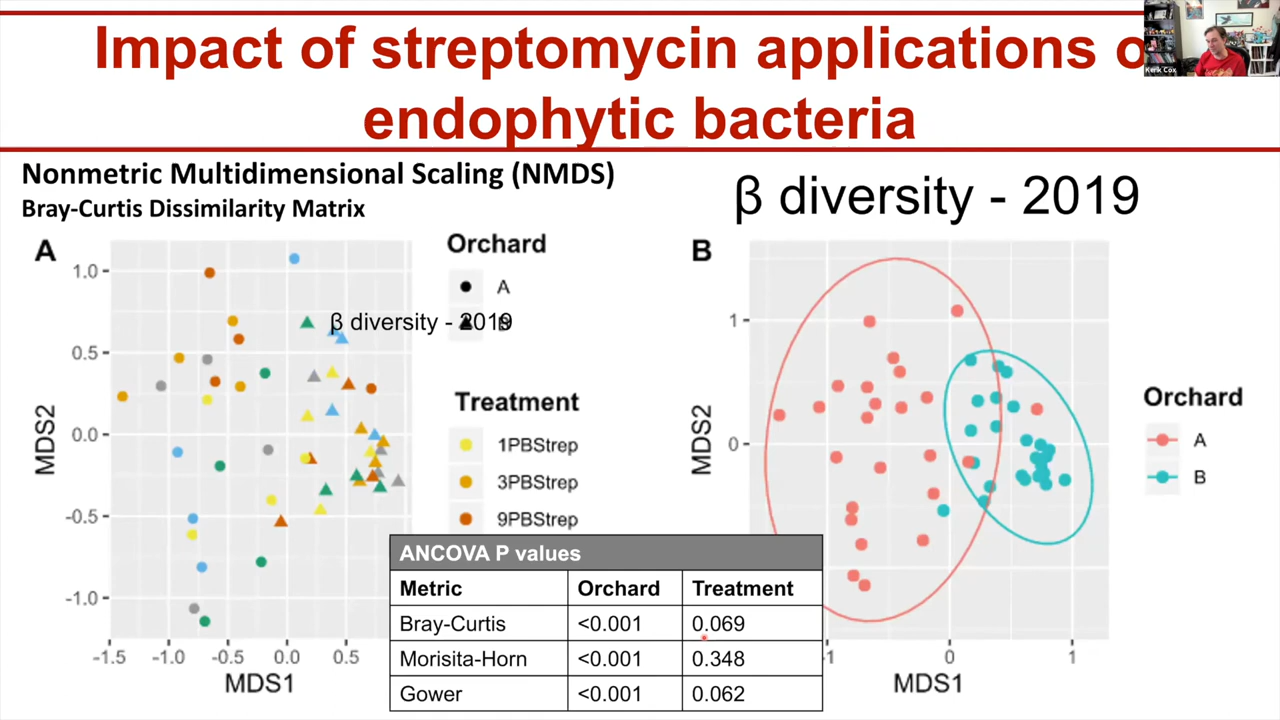 Impact of streptomycin applications o
endophytic bacteria
Kerik Cox
Nonmetric Multidimensional Scaling (NMDS)
Bray-Curtis Dissimilarity Matrix
β diversity - 2019
A
1.0
0.5
0.0
-0.5
-1.0
MDS2
-1.5
-1.0
-0.5
0.0
0.5
MDS1
Orchard
A
β diversity - 2019
Treatment
1PBStrep
3PBStrep
9PBStrep
ANCOVA P values
Metric Orchard Treatment
Bray-Curtis <0.001 0.069
Morisita-Horn <0.001 0.348
Gower <0.001 0.062
B
1
0
MDS2
-1
0
1
MDS1
Orchard
A
B